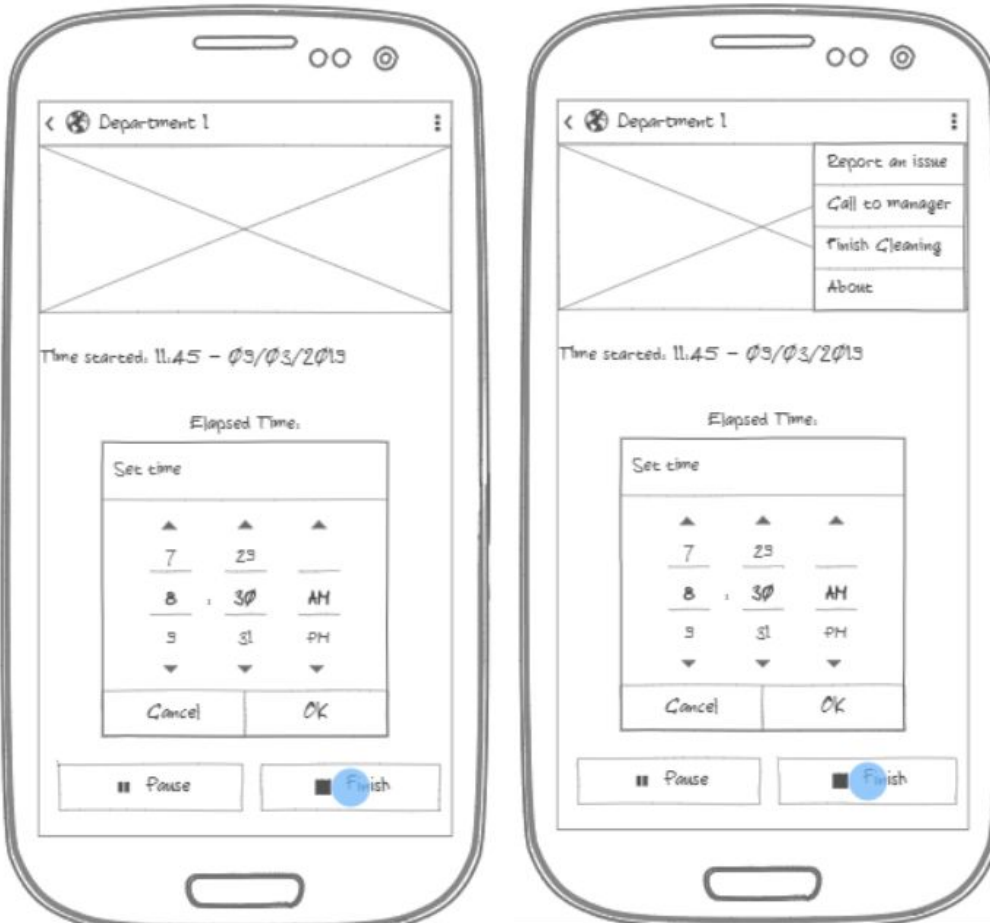 Department 1
Time started: 11:45 - 09/03/2019
Elapsed Time:
Set time
7 29
8 : 30 AM
9 31 PM
Cancel OK
Pause Finish
Department 1
Report an issue
Call to manager
Finish Cleaning
About
Time started: 11:45 - 09/03/2019
Elapsed Time:
Set time
7 29
8 : 30 AM
9 31 PM
Cancel OK
Pause Finish